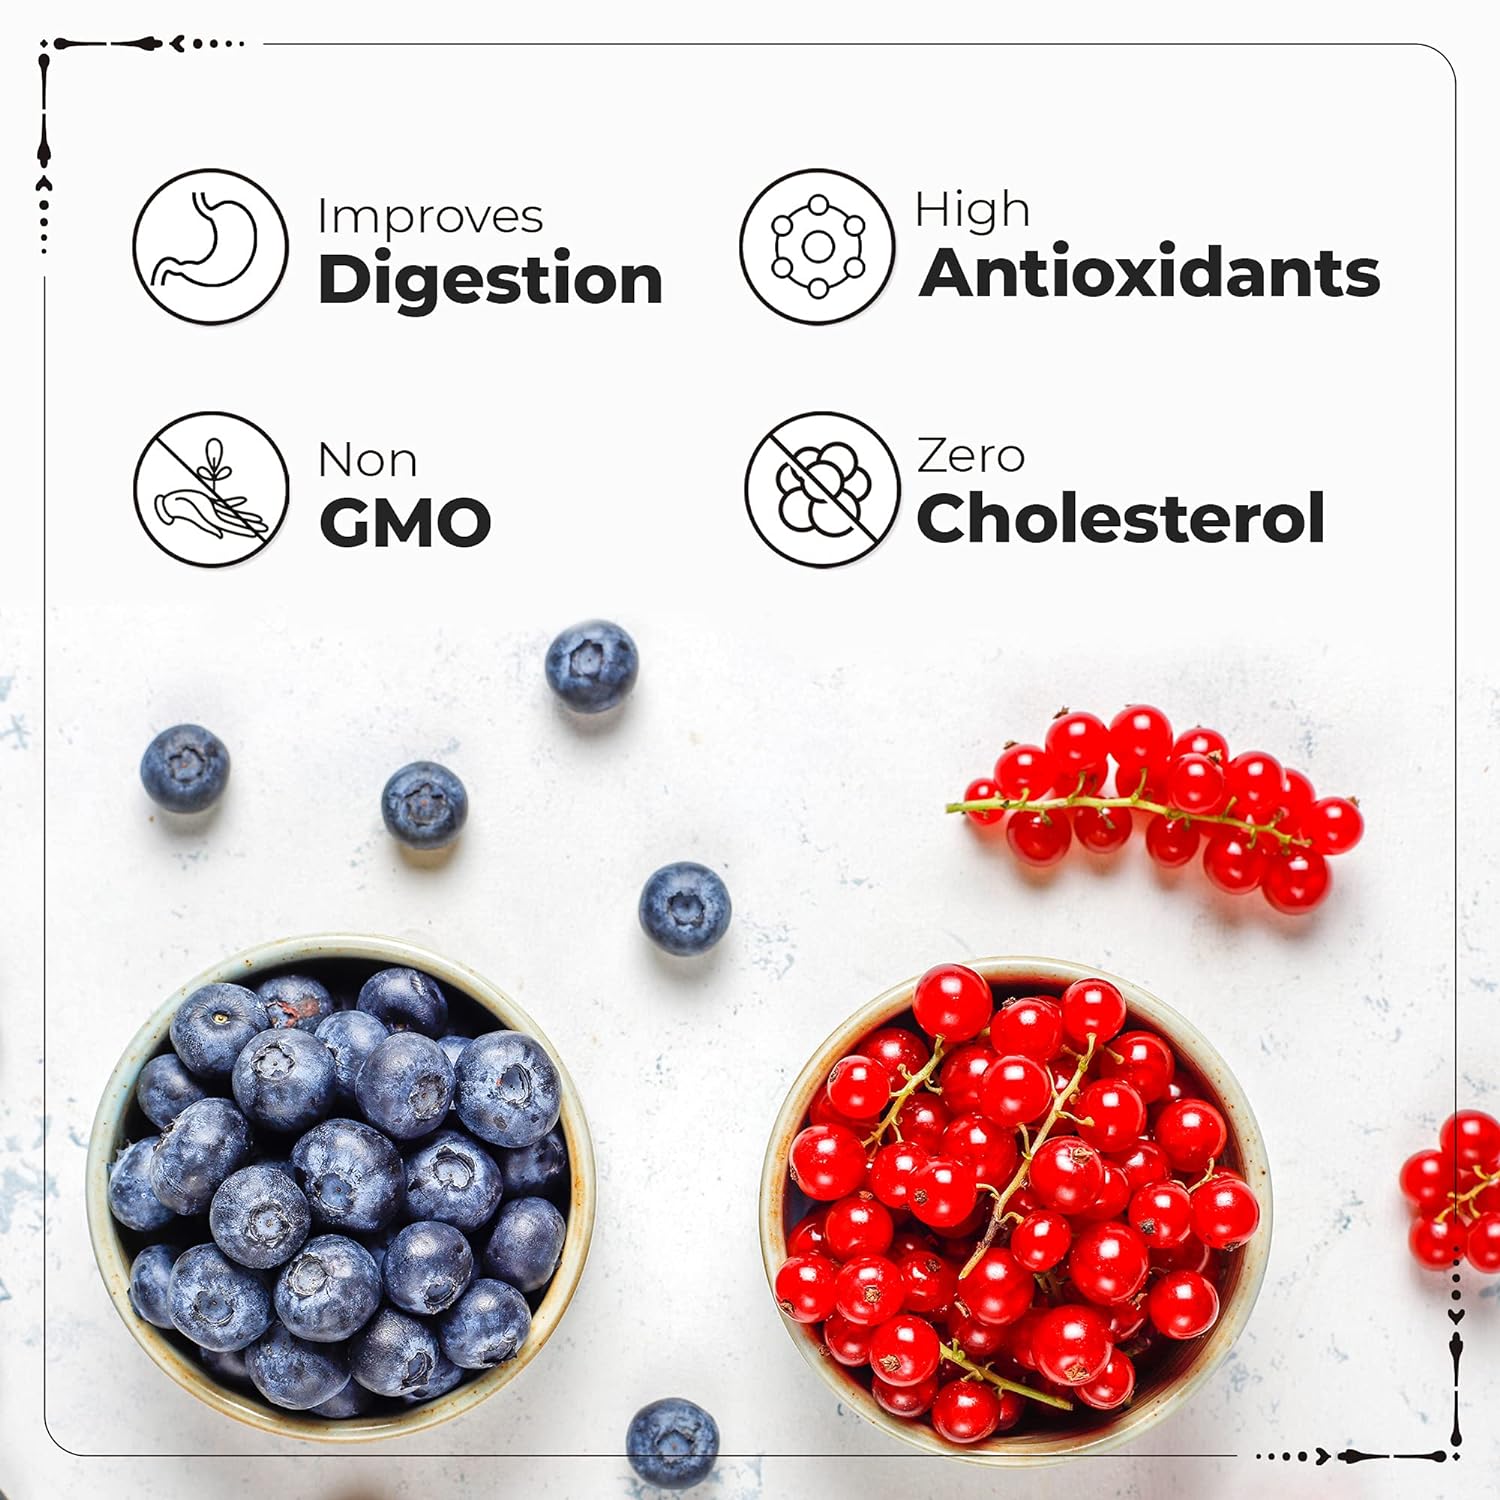 Improves
Digestion
High
Antioxidants
Non
GMO
Zero
Cholesterol